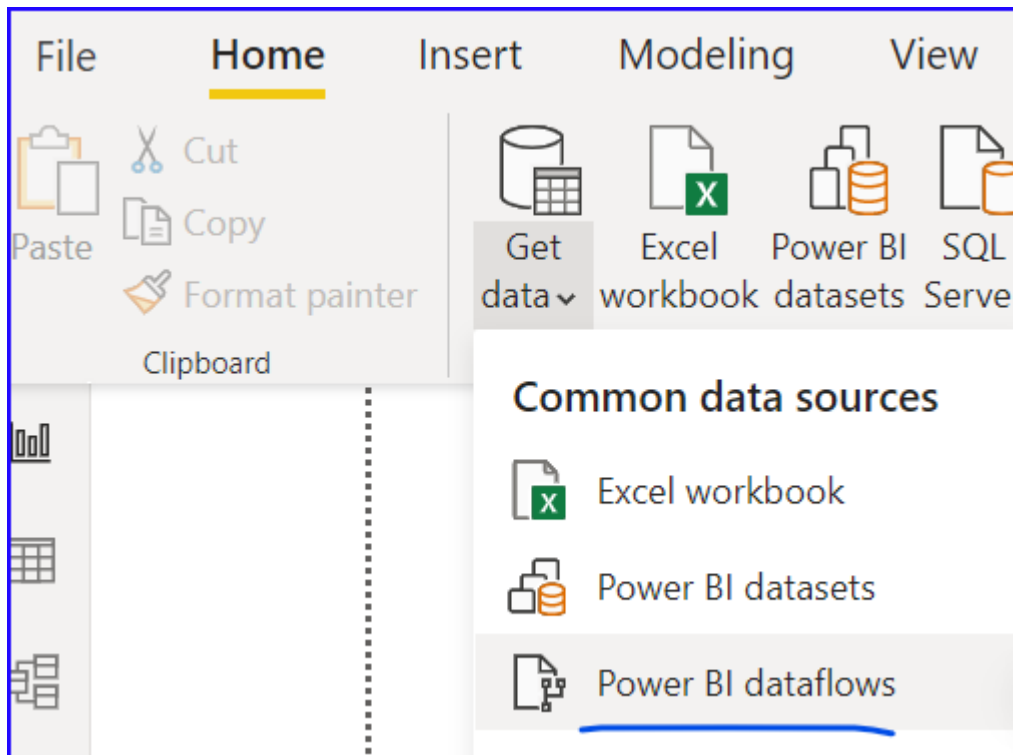 File Home Insert Modeling View
Paste
Cut
Copy
Format painter
Clipboard
Get
data
Excel
workbook
Power BI
datasets
SQL
Serve
Common data sources
Excel workbook
Power BI datasets
Power BI dataflows